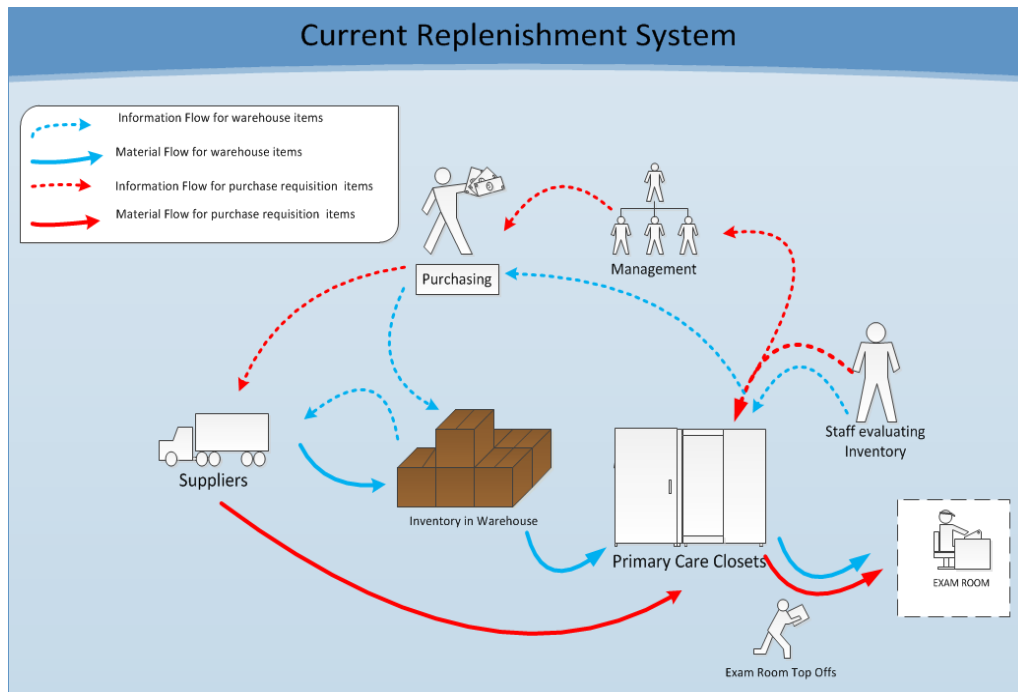 Current Replenishment System
Information Flow for warehouse items
Material Flow for warehouse items
Information Flow for purchase requisition items
Material Flow for purchase requisition items
Management
Purchasing
Staff evaluating
Inventory
Suppliers
Inventory in Warehouse
Primary Care Closets
EXAM ROOM
Exam Room Top Offs